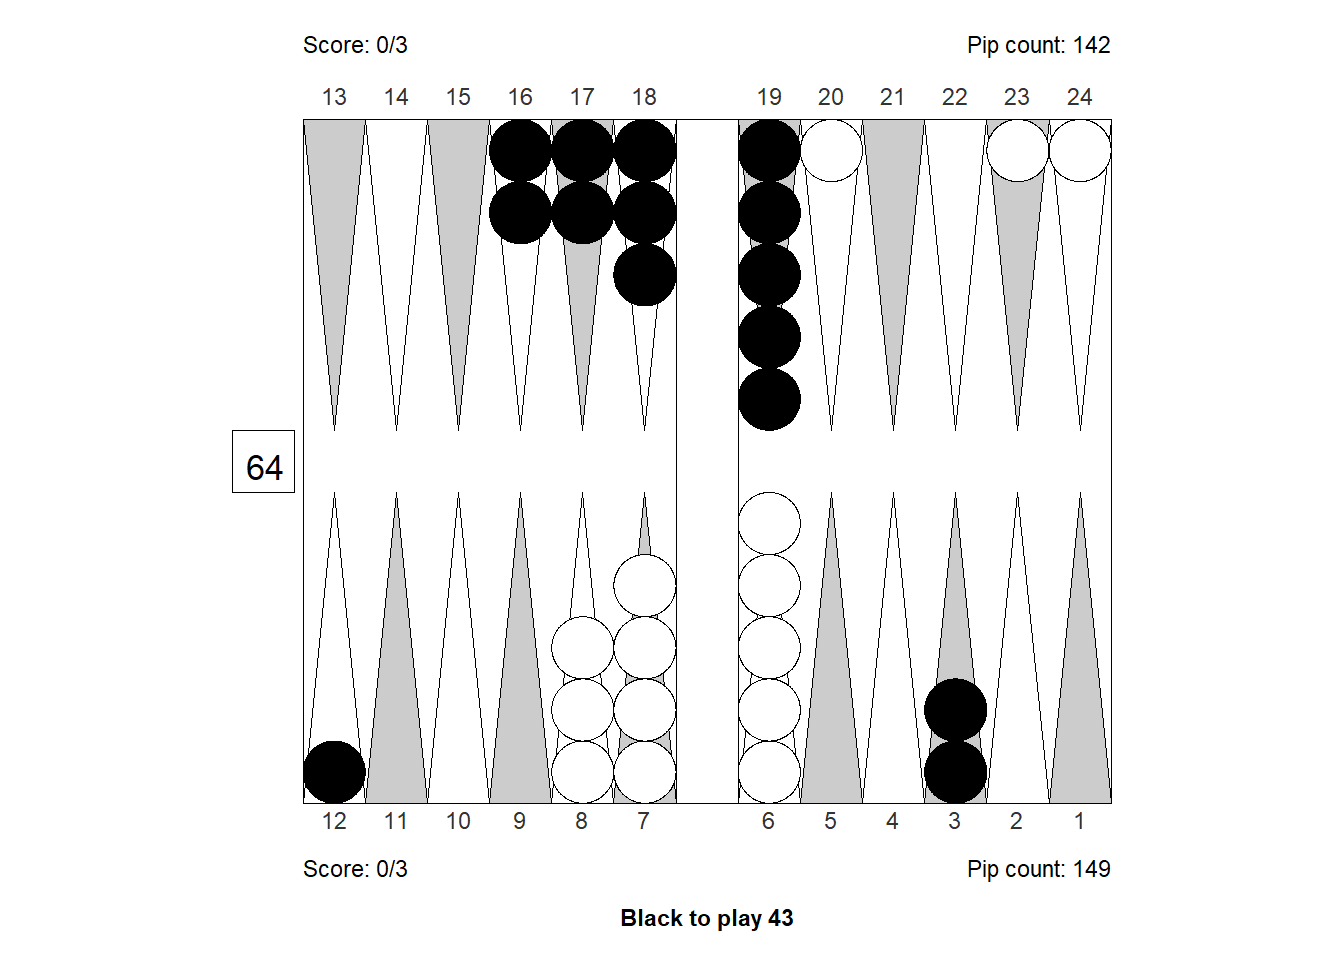 Score: 0/3 Pip count: 142
13 14 15 16 17 18 19 20 21 22 23 24
64
12 11 10 9 8 7 6 5 4 3 2 1
Score: 0/3 Pip count: 149
Black to play 43